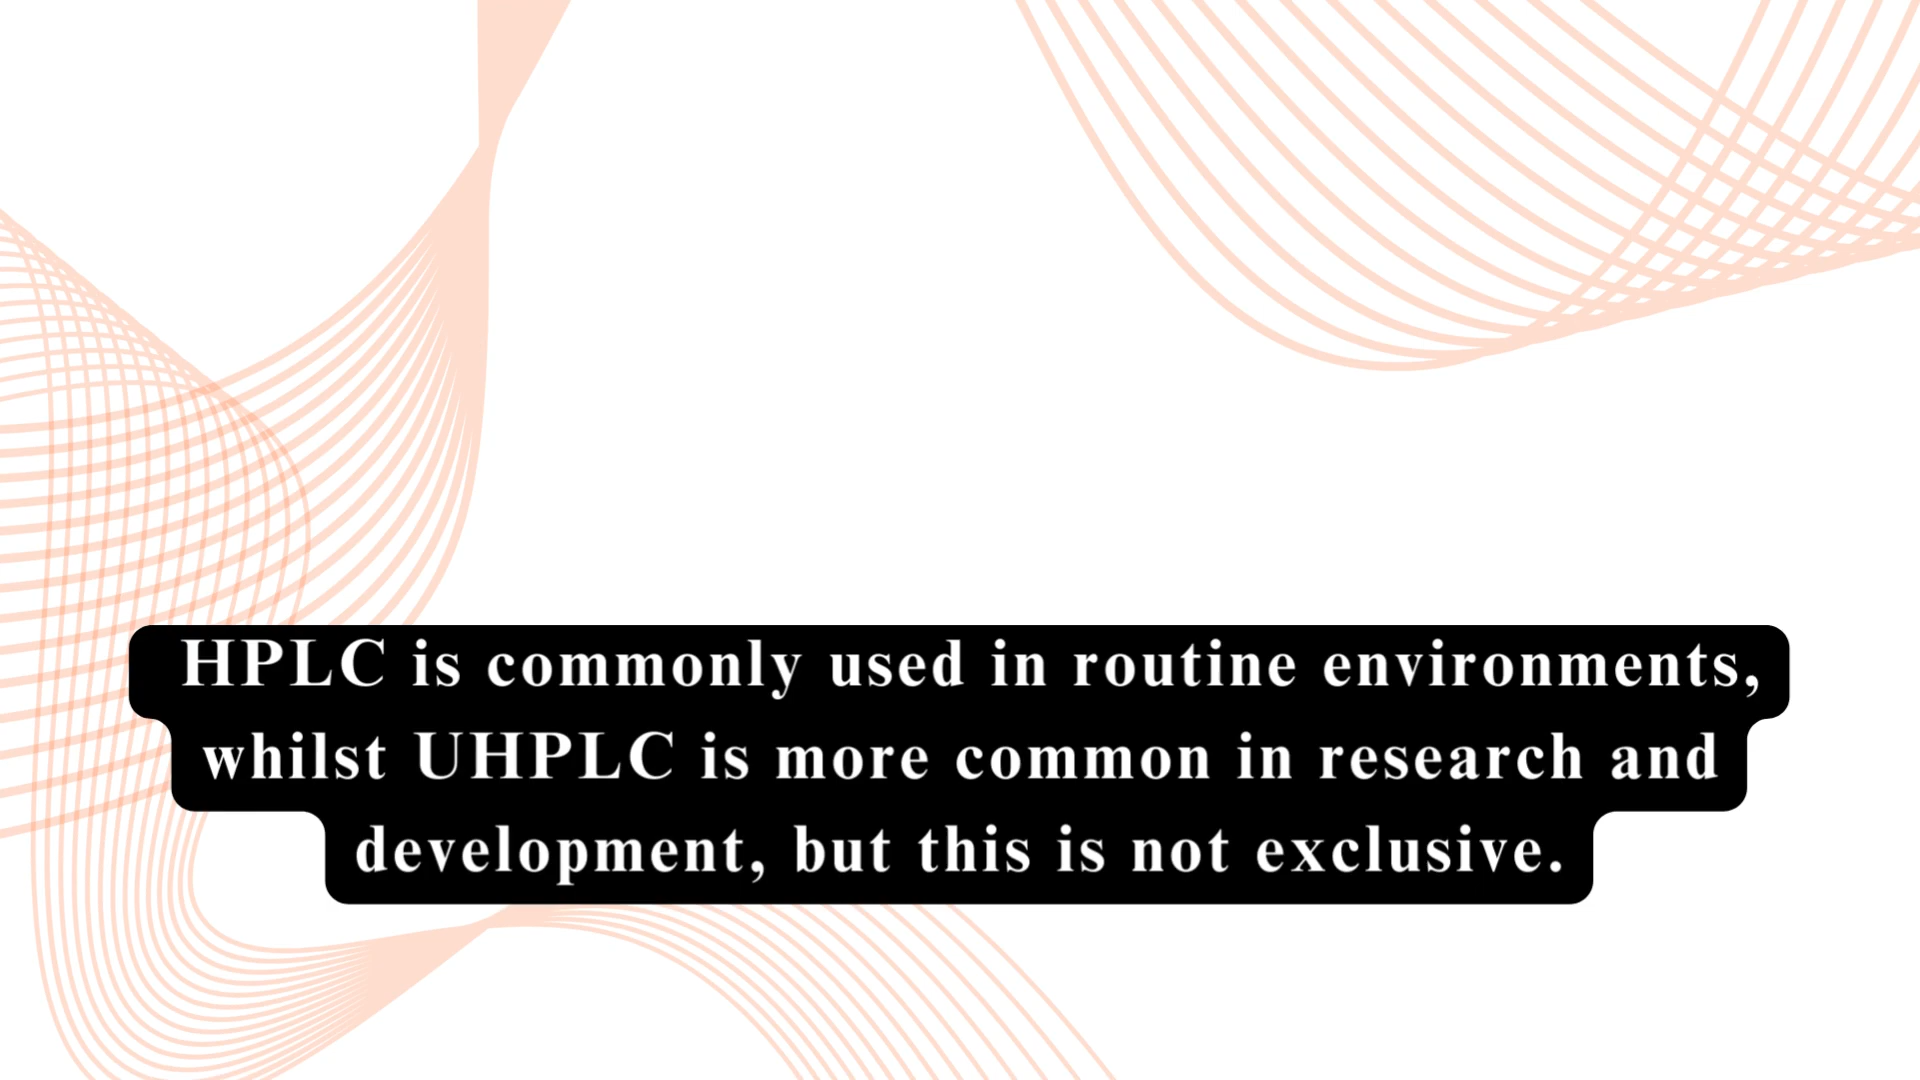 HPLC is commonly used in routine environments,
whilst UHPLC is more common in research and
development, but this is not exclusive.